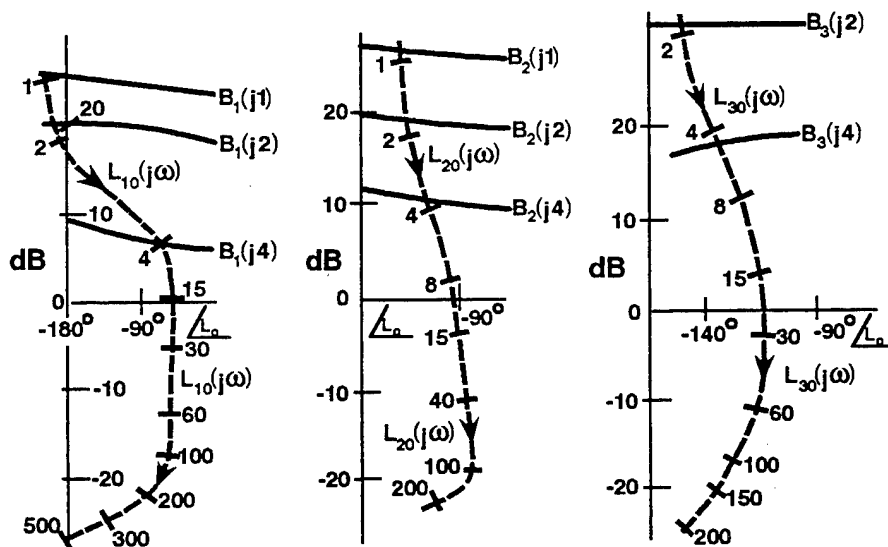 1
20
2
B₁(j1)
B₁(j2)
L₁₀(jω)
10
4
B₁(j4)
dB
0
15
-180°
-90°
∠L₀
30
-10
L₁₀(jω)
60
100
-20
200
500
300
B₂(j1)
1
20
2
B₂(j2)
L₂₀(jω)
10
4
B₂(j4)
dB
8
0
∠L₀
15
-90°
-10
40
L₂₀(jω)
-20
100
200
B₃(j2)
2
30
L₃₀(jω)
20
4
B₃(j4)
10
8
dB
15
0
-140°
30
-90°
∠L₀
L₃₀(jω)
-10
60
100
-20
150
200